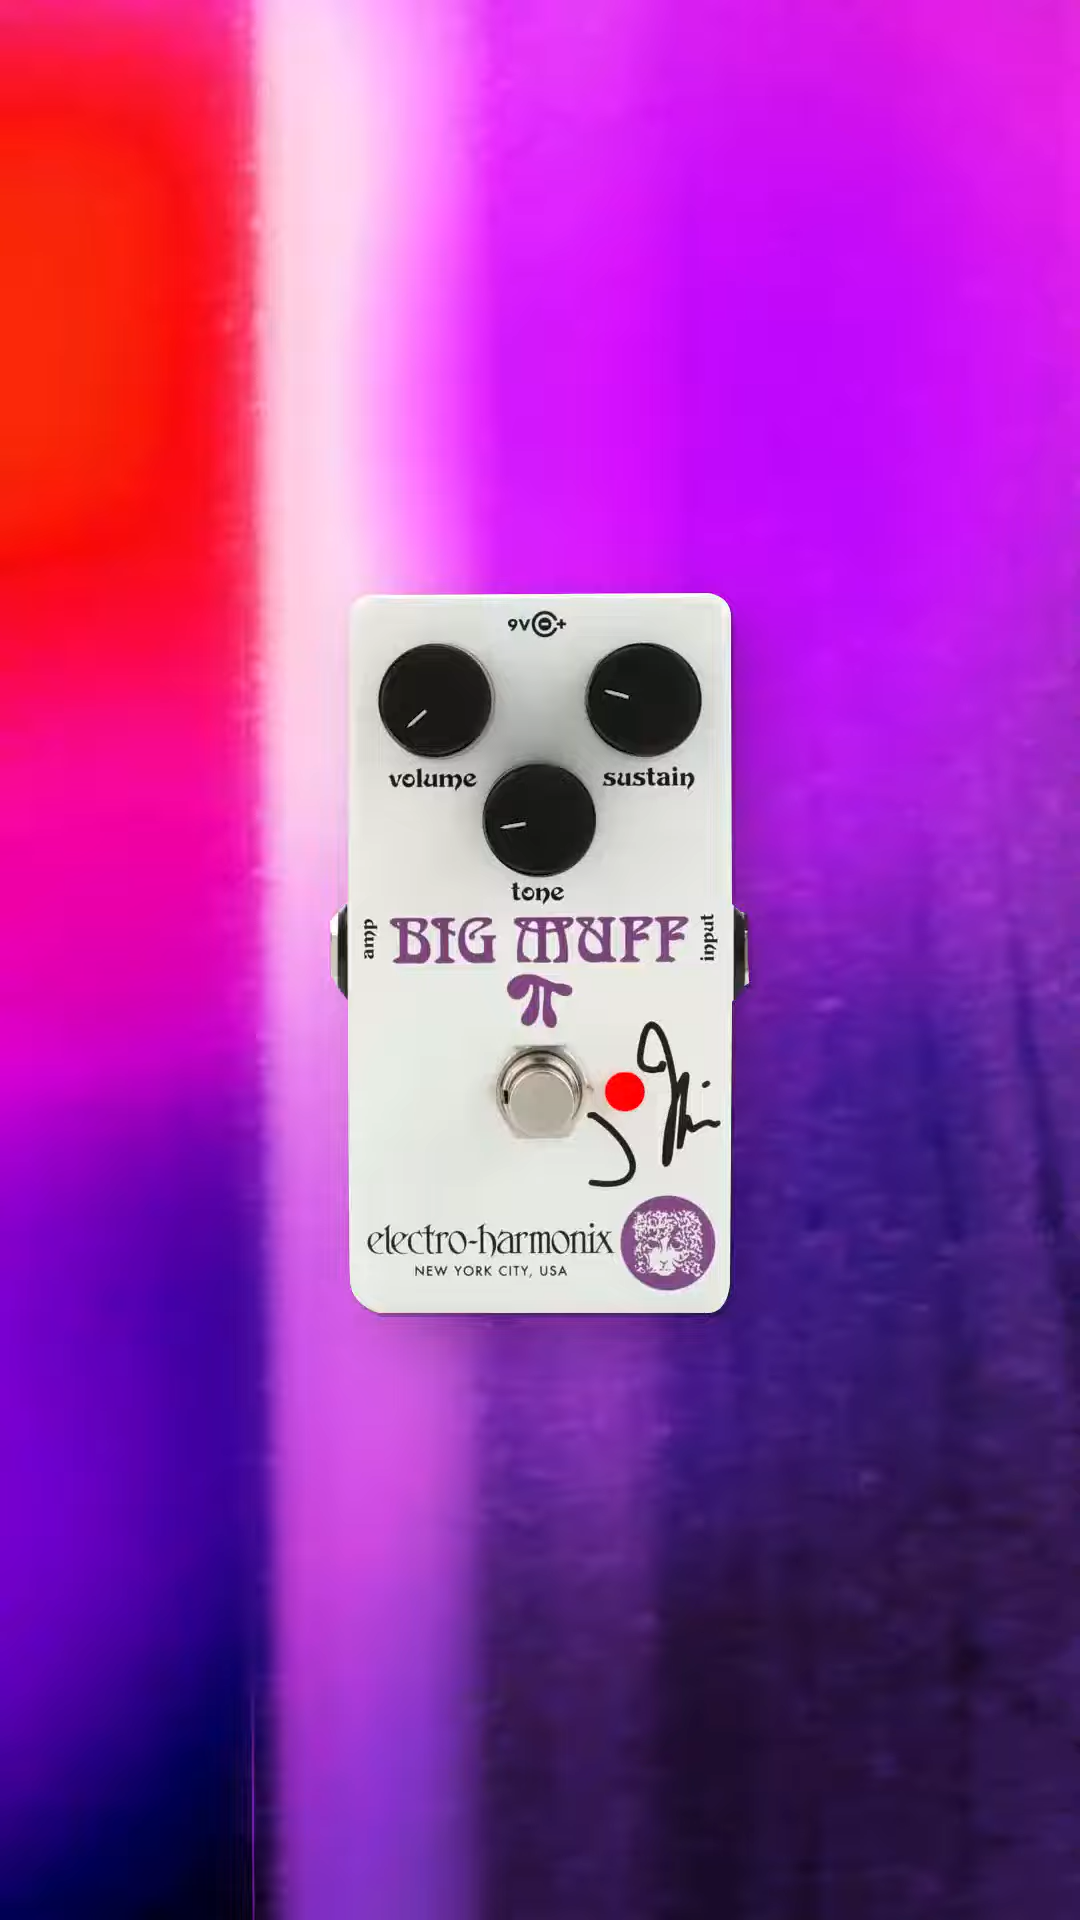 9V +
volume
sustain
tone
amp
BIG MUFF
input
π
electro-harmonix
NEW YORK CITY, USA